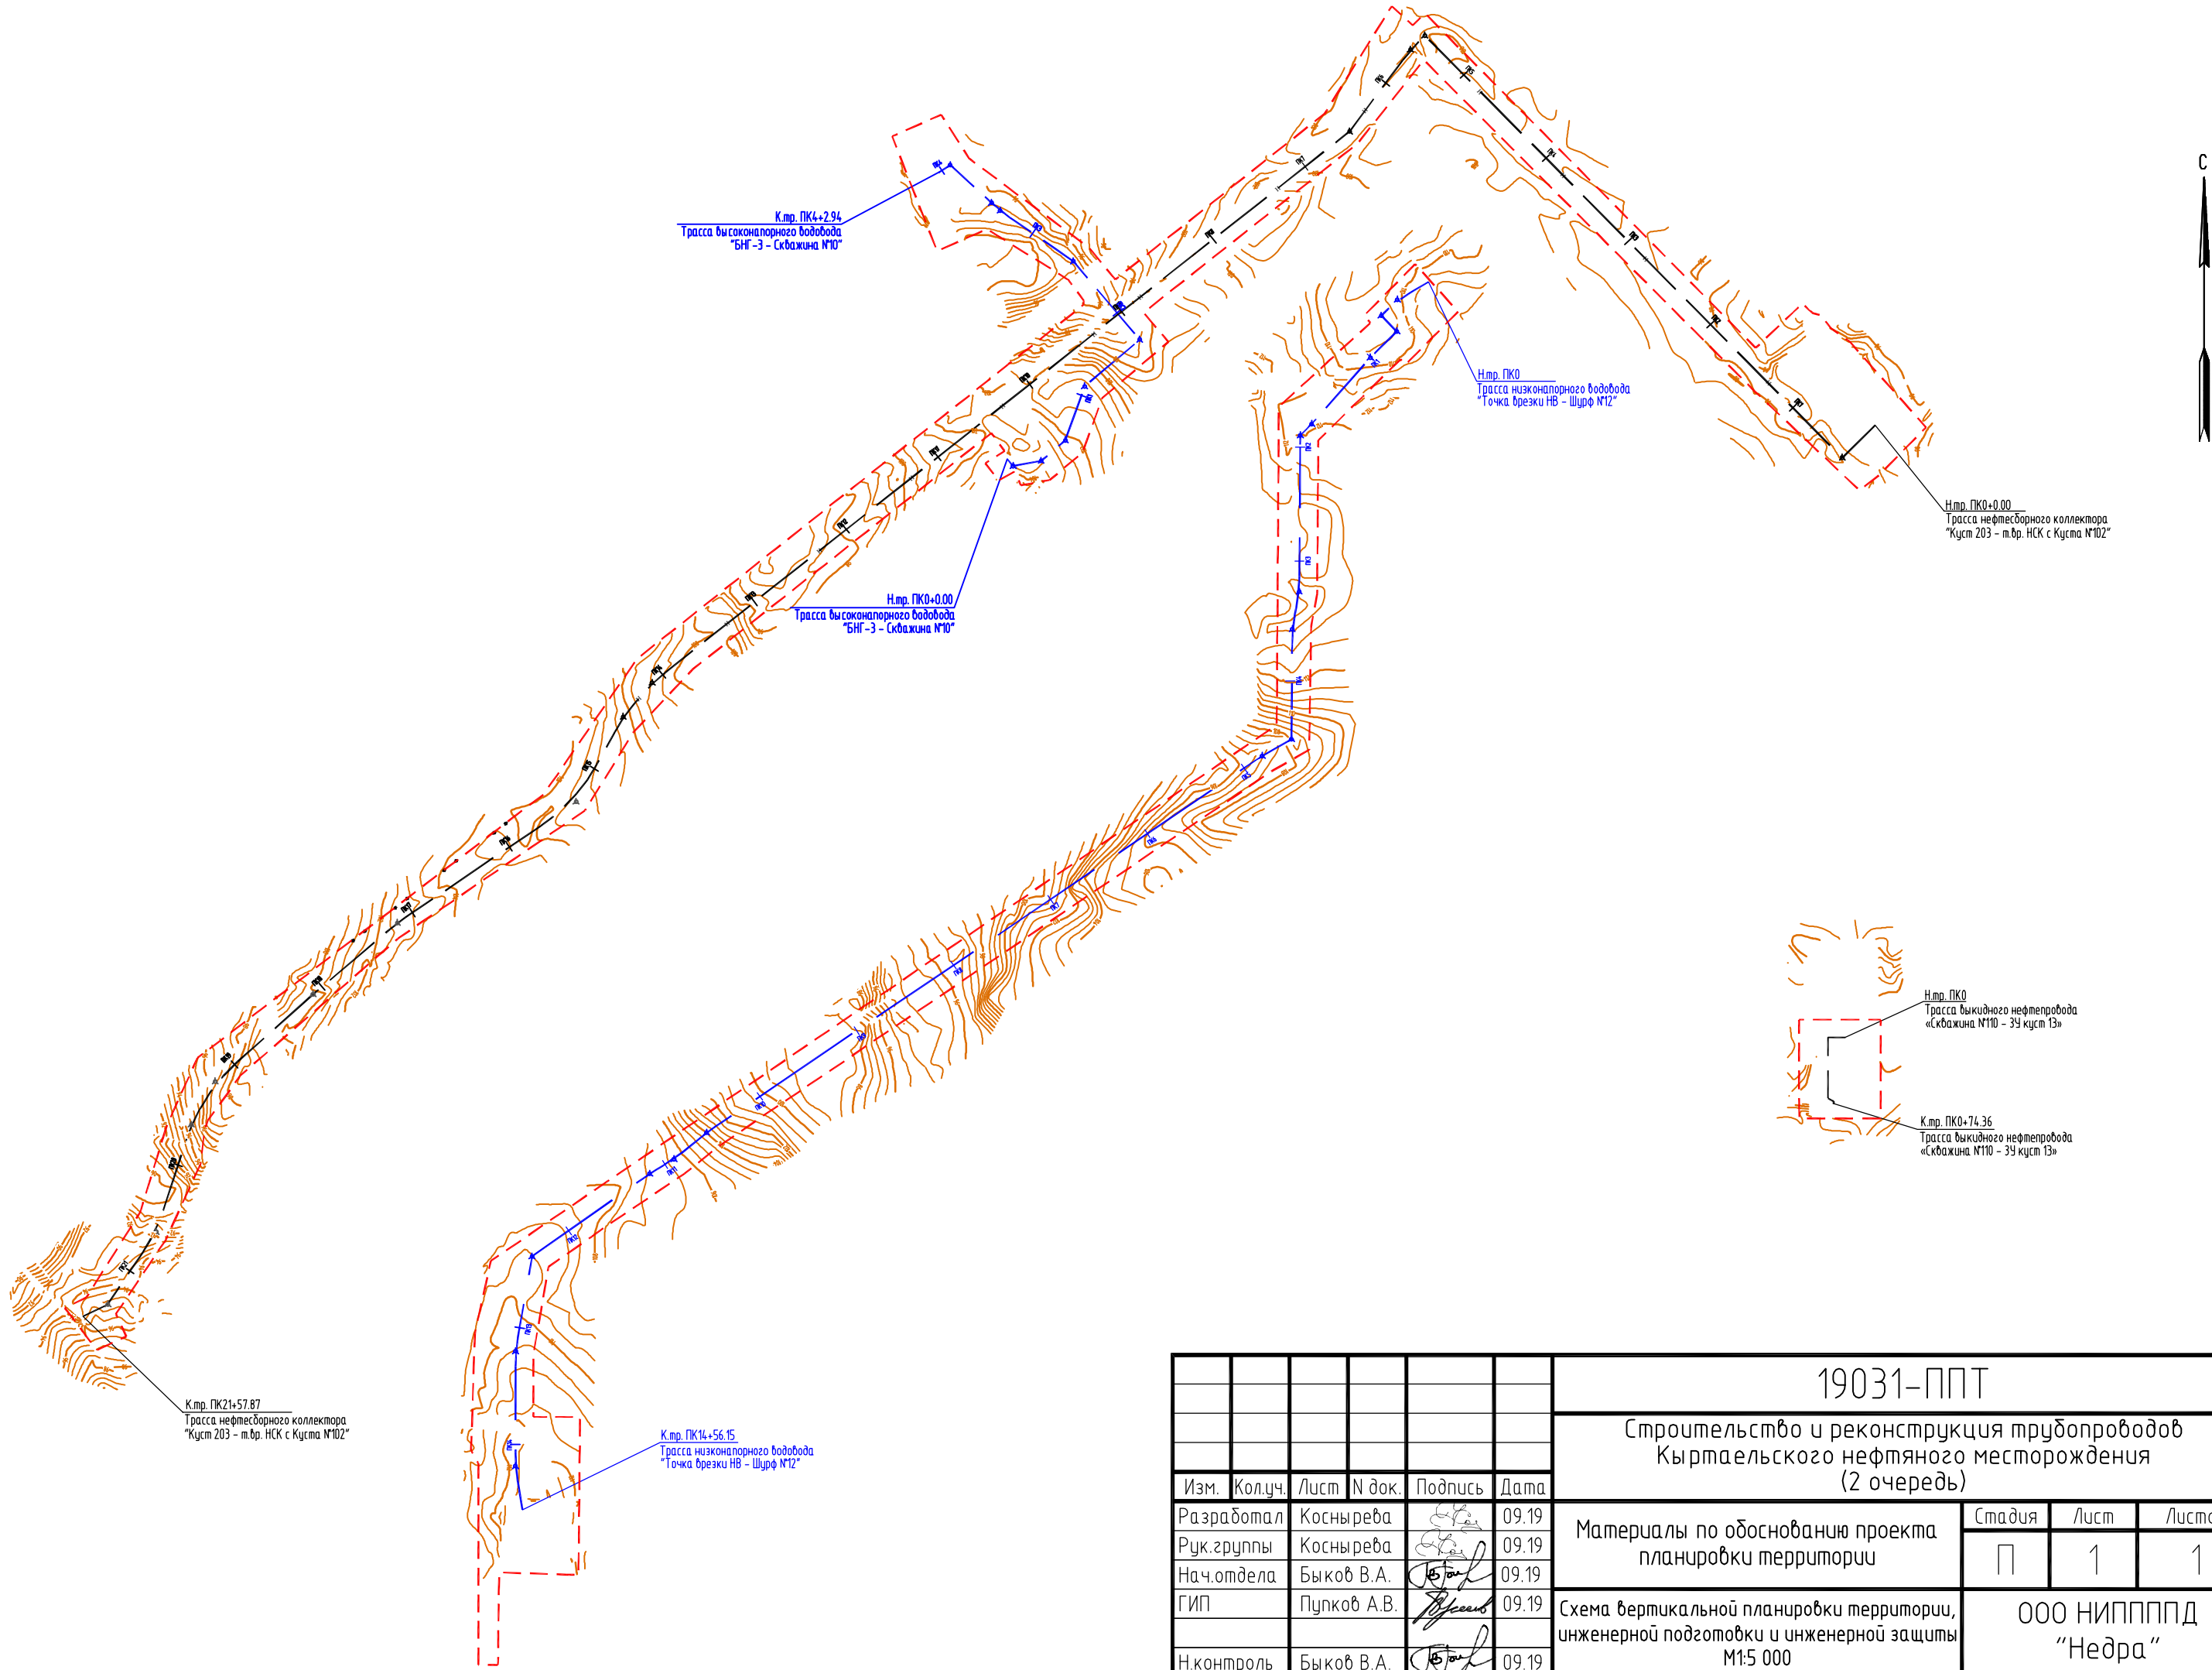 С
К.тр. ПК4+2.94
Трасса высоконапорного водовода
"БНГ-3 - Скважина №10"
Н.тр. ПК0
Трасса низконапорного водовода
"Точка врезки НВ - Шурф №12"
Н.тр. ПК0+0.00
Трасса нефтесборного коллектора
"Куст 203 - т.вр. НСК с Куста №102"
Н.тр. ПК0+0.00
Трасса высоконапорного водовода
"БНГ-3 - Скважина №10"
Н.тр. ПК0
Трасса выкидного нефтепровода
«Скважина №110 - ЗУ куст 13»
К.тр. ПК0+74.36
Трасса выкидного нефтепровода
«Скважина №110 - ЗУ куст 13»
К.тр. ПК21+57.87
Трасса нефтесборного коллектора
"Куст 203 - т.вр. НСК с Куста №102"
К.тр. ПК14+56.15
Трасса низконапорного водовода
"Точка врезки НВ - Шурф №12"
19031-ППТ
Строительство и реконструкция трубопроводов
Кыртаельского нефтяного месторождения
(2 очередь)
Изм. Кол.уч. Лист N док. Подпись Дата
Разработал Коснырева 09.19
Рук.группы Коснырева 09.19
Нач.отдела Быков В.А. 09.19
ГИП Пупков А.В. 09.19
Н.контроль Быков В.А. 09.19
Материалы по обоснованию проекта
планировки территории
Стадия Лист
П 1 1
Схема вертикальной планировки территории,
инженерной подготовки и инженерной защиты
М1:5 000
ООО НИППППД
"Недра"